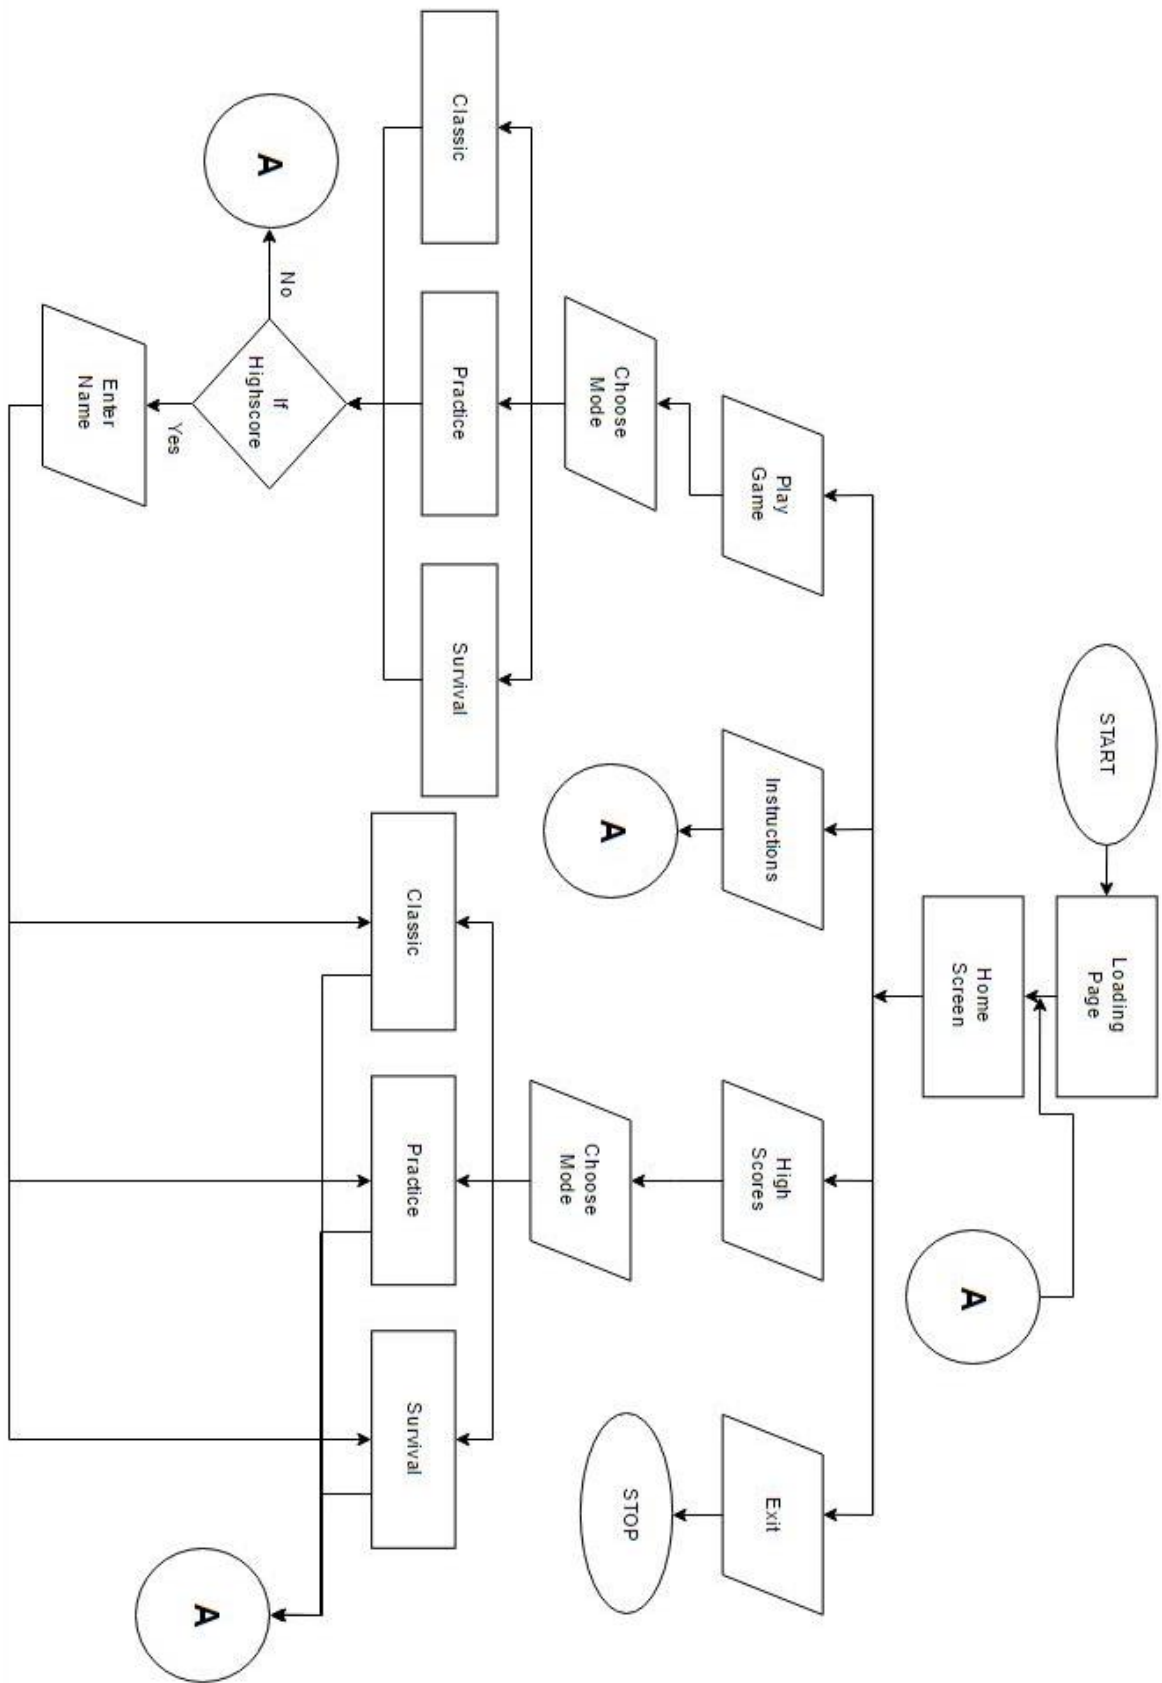 START
Loading
Page
A
Home
Screen
Play
Game
Instructions
High
Scores
Exit
Choose
Mode
A
Choose
Mode
STOP
Classic
Practice
Survival
Classic
Practice
Survival
A
No
If
Highscore
Yes
Enter
Name
A